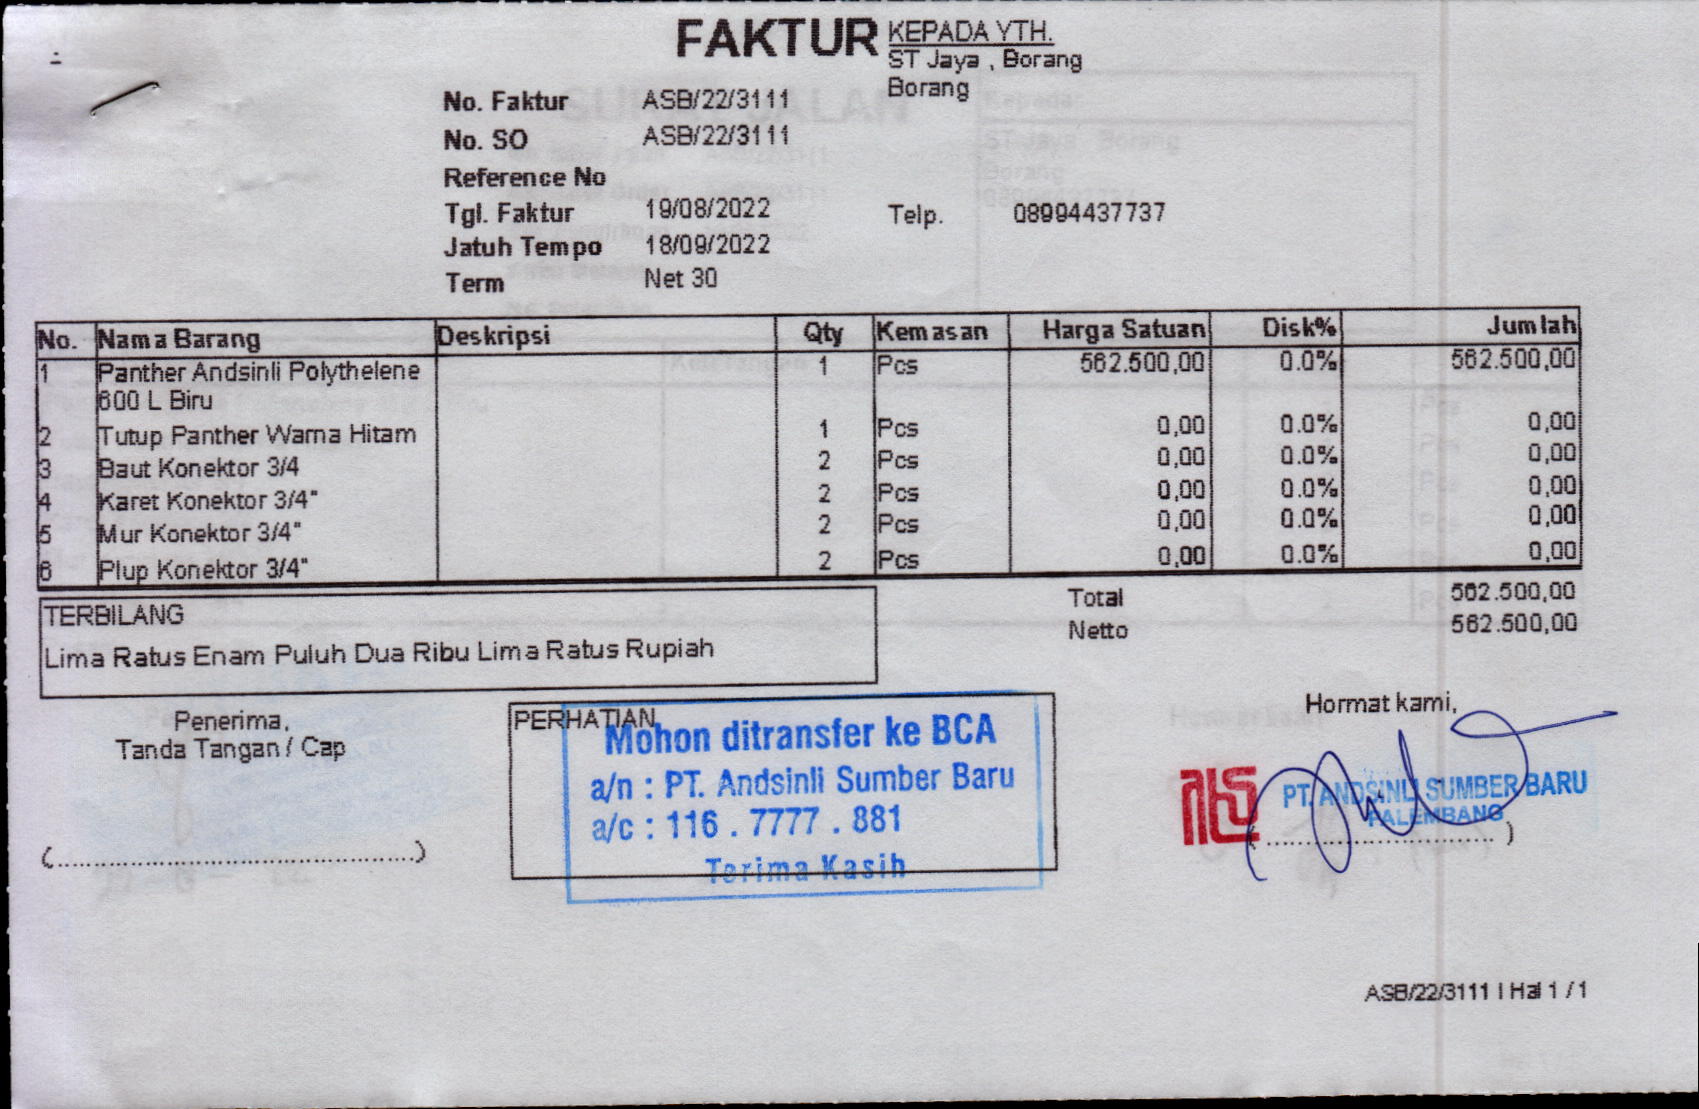 FAKTUR
KEPADA YTH.
ST Jaya , Borang
Borang
No. Faktur ASB/22/3111
No. SO ASB/22/3111
Reference No
Tgl. Faktur 19/08/2022
Telp. 08994437737
Jatuh Tempo 18/09/2022
Term Net 30
No. Nama Barang Deskripsi Qty Kemasan Harga Satuan Disk% Jumlah
1 Panther Andsinli Polythelene 1 Pcs 562.500,00 0.0% 562.500,00
600 L Biru
2 Tutup Panther Warna Hitam 1 Pcs 0,00 0.0% 0,00
3 Baut Konektor 3/4 2 Pcs 0,00 0.0% 0,00
4 Karet Konektor 3/4" 2 Pcs 0,00 0.0% 0,00
5 Mur Konektor 3/4" 2 Pcs 0,00 0.0% 0,00
6 Plup Konektor 3/4" 2 Pcs 0,00 0.0% 0,00
Total 562.500,00
Netto 562.500,00
TERBILANG
Lima Ratus Enam Puluh Dua Ribu Lima Ratus Rupiah
Penerima,
Tanda Tangan / Cap
(................................................)
PERHATIAN
Mohon ditransfer ke BCA
a/n : PT. Andsinli Sumber Baru
a/c : 116 . 7777 . 881
Terima Kasih
Hormat kami,
PT. ANDSINLI SUMBER BARU
PALEMBANG
(................................)
ASB/22/3111 | Hal 1 / 1